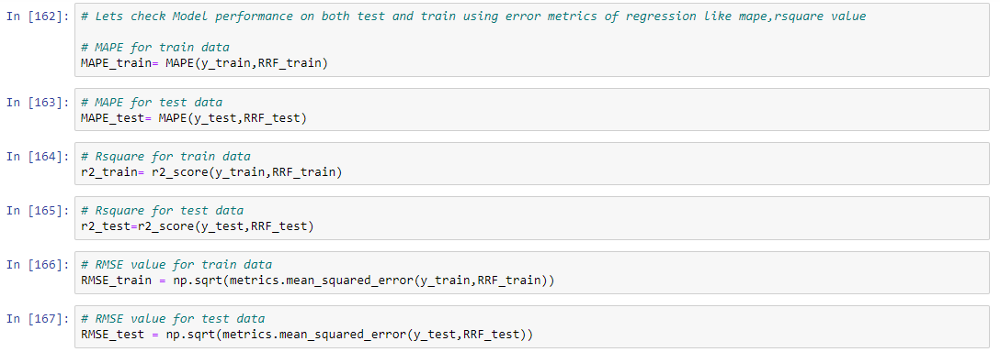 In [162]: # Lets check Model performance on both test and train using error metrics of regression like mape,rsquare value
# MAPE for train data
MAPE_train= MAPE(y_train,RRF_train)
In [163]: # MAPE for test data
MAPE_test= MAPE(y_test,RRF_test)
In [164]: # Rsquare for train data
r2_train= r2_score(y_train,RRF_train)
In [165]: # Rsquare for test data
r2_test=r2_score(y_test,RRF_test)
In [166]: # RMSE value for train data
RMSE_train = np.sqrt(metrics.mean_squared_error(y_train,RRF_train))
In [167]: # RMSE value for test data
RMSE_test = np.sqrt(metrics.mean_squared_error(y_test,RRF_test))